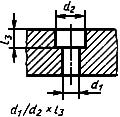 d₂
l₃
d₁
d₁/d₂ × l₃